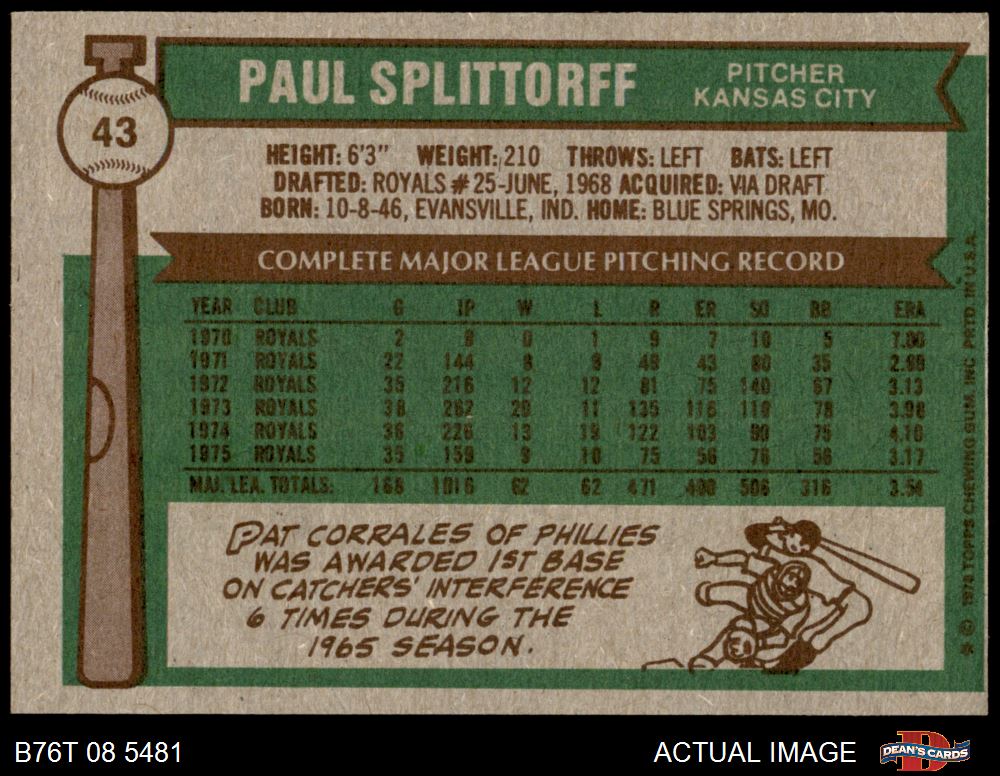 43
PAUL SPLITTORFF
PITCHER
KANSAS CITY
HEIGHT: 6'3" WEIGHT: 210 THROWS: LEFT BATS: LEFT
DRAFTED: ROYALS #25-JUNE, 1968 ACQUIRED: VIA DRAFT
BORN: 10-8-46, EVANSVILLE, IND. HOME: BLUE SPRINGS, MO.
COMPLETE MAJOR LEAGUE PITCHING RECORD
YEAR CLUB G IP W L R ER SO BB ERA
1970 ROYALS 2 9 0 1 9 7 10 5 7.00
1971 ROYALS 22 144 8 9 49 43 80 35 2.69
1972 ROYALS 35 216 12 12 81 75 140 67 3.13
1973 ROYALS 38 262 20 11 135 116 110 78 3.98
1974 ROYALS 36 226 13 19 122 103 90 75 4.10
1975 ROYALS 35 159 9 10 75 56 76 56 3.17
MAJ. LEA. TOTALS: 168 1016 62 62 471 400 506 316 3.54
PAT CORRALES OF PHILLIES
WAS AWARDED 1ST BASE
ON CATCHERS' INTERFERENCE
6 TIMES DURING THE
1965 SEASON.
* © TOPPS CHEWING GUM, INC. PRTD. IN U.S.A.
B76T 08 5481
ACTUAL IMAGE
DEAN'S CARDS